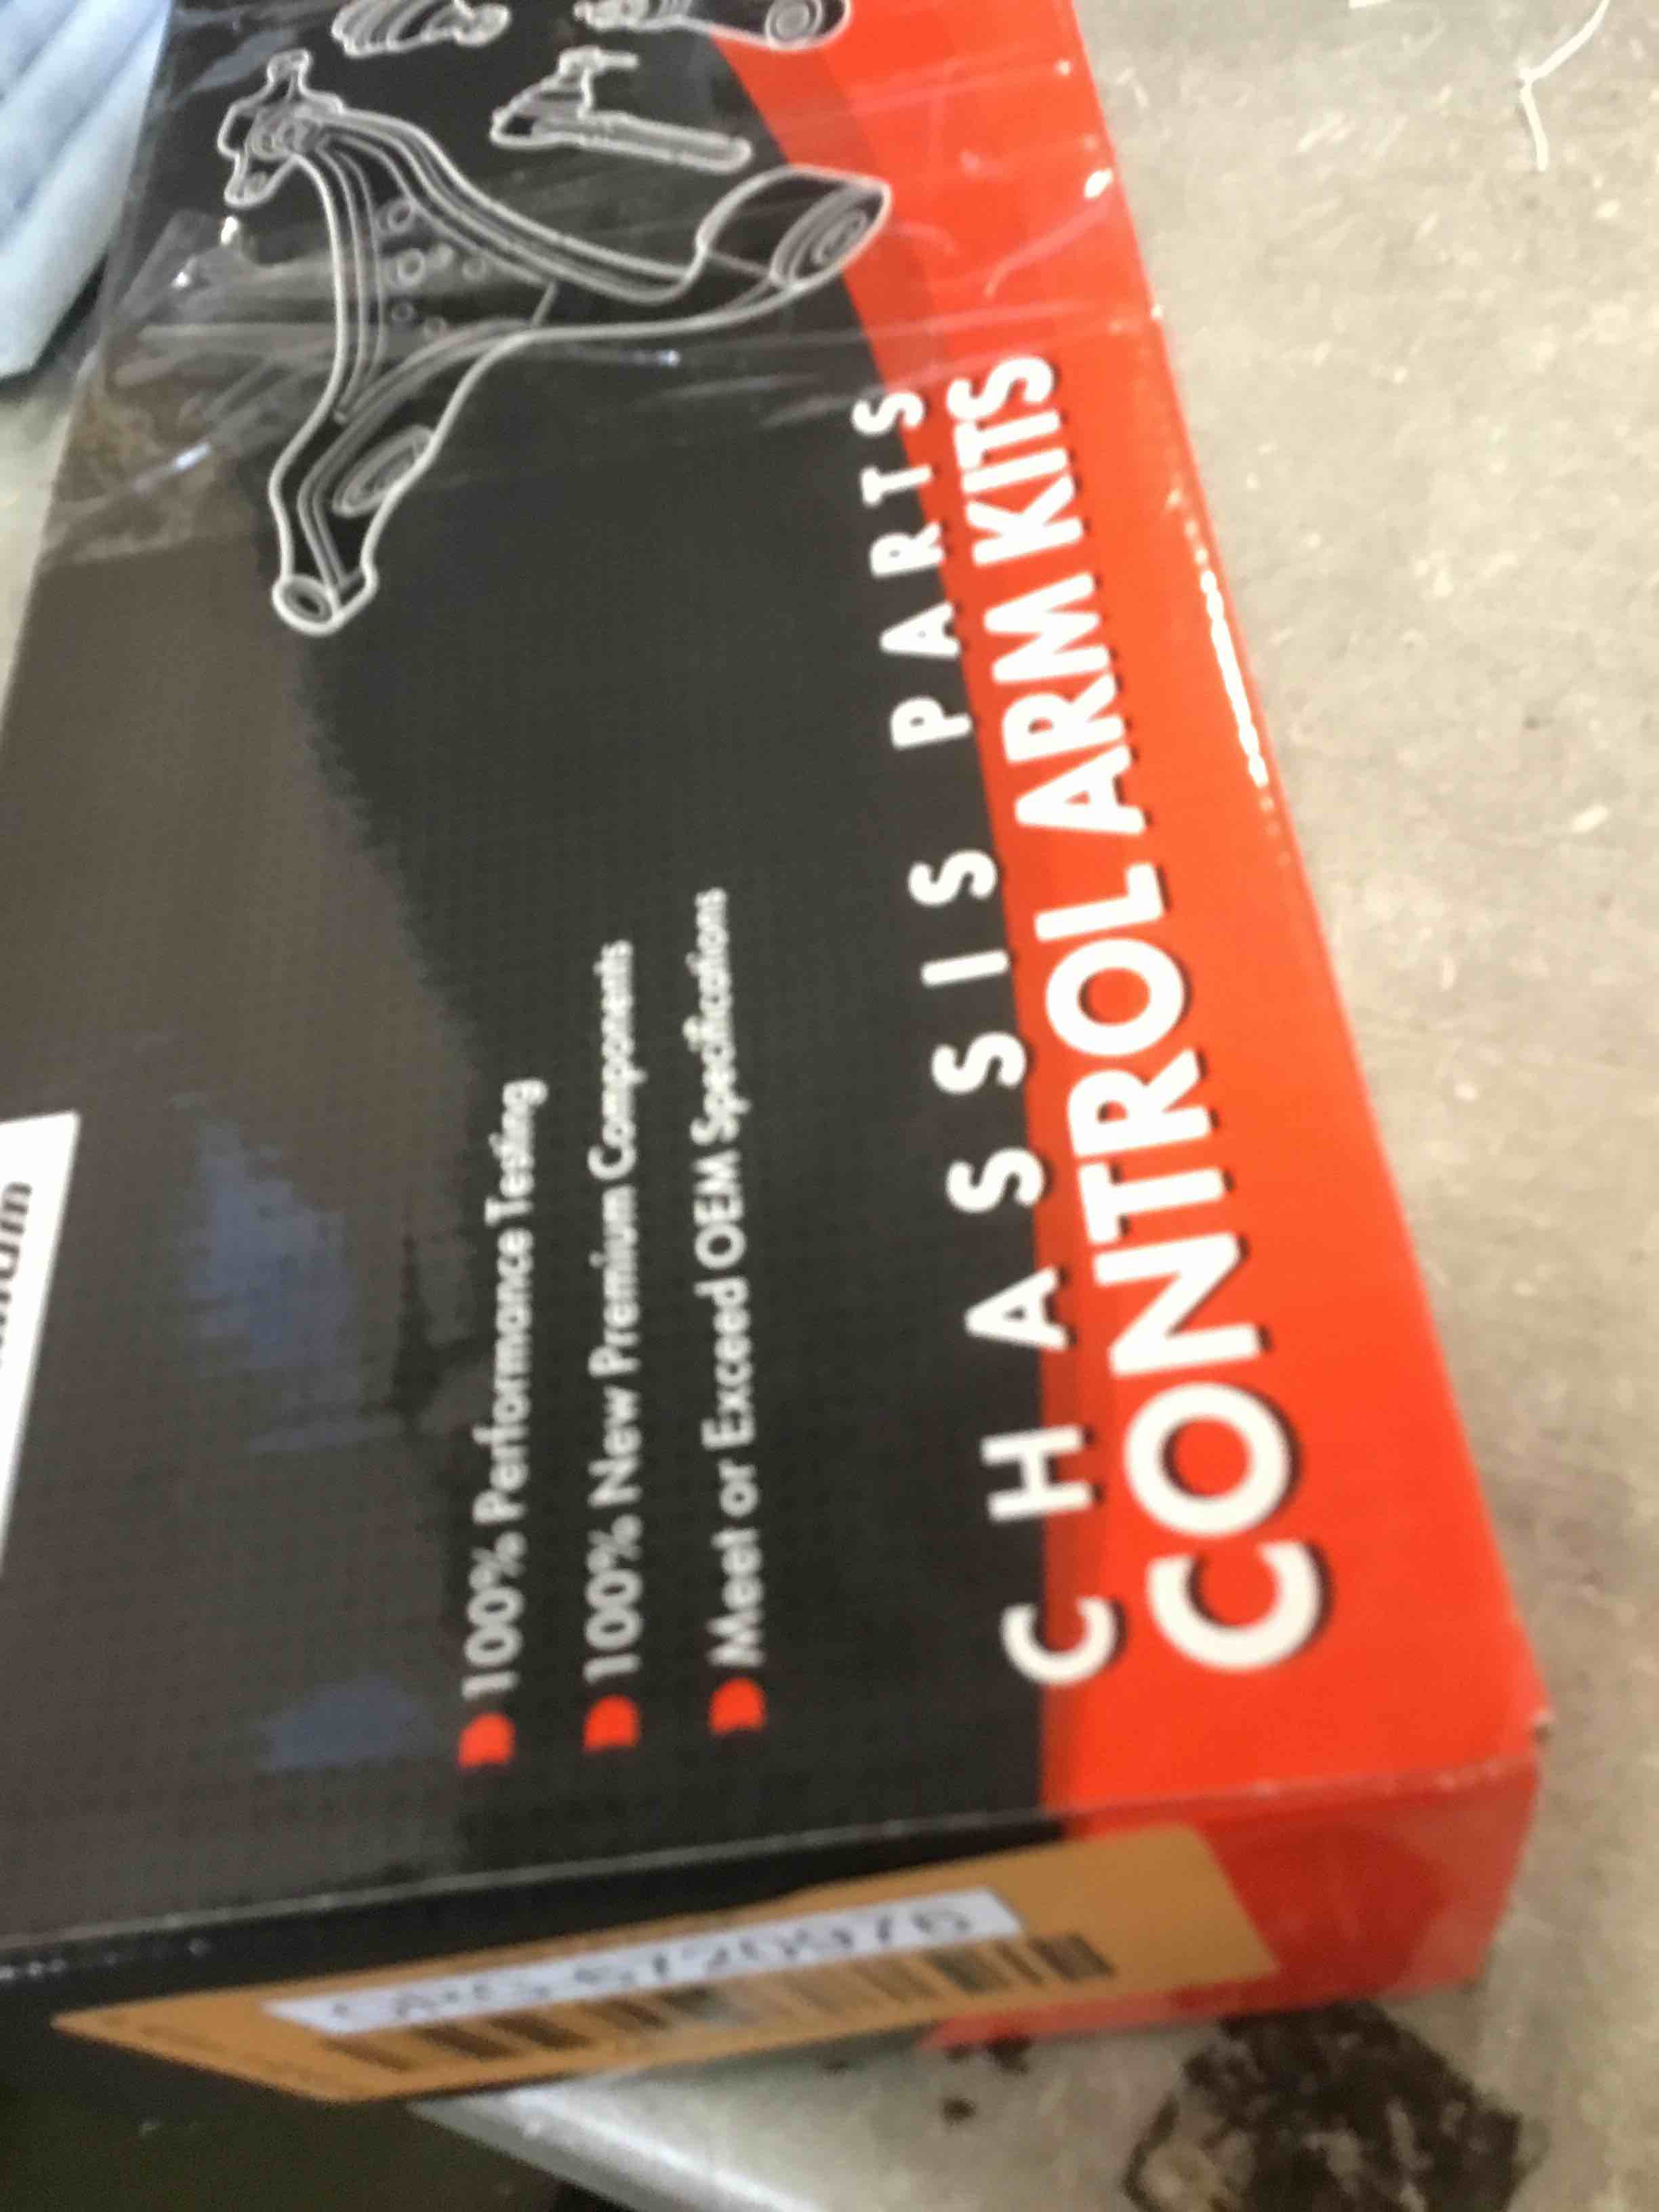 100% Performance Testing
100% New Premium Components
Meet or Exceed OEM Specifications
CHASSIS PARTS
CONTROL ARM KITS